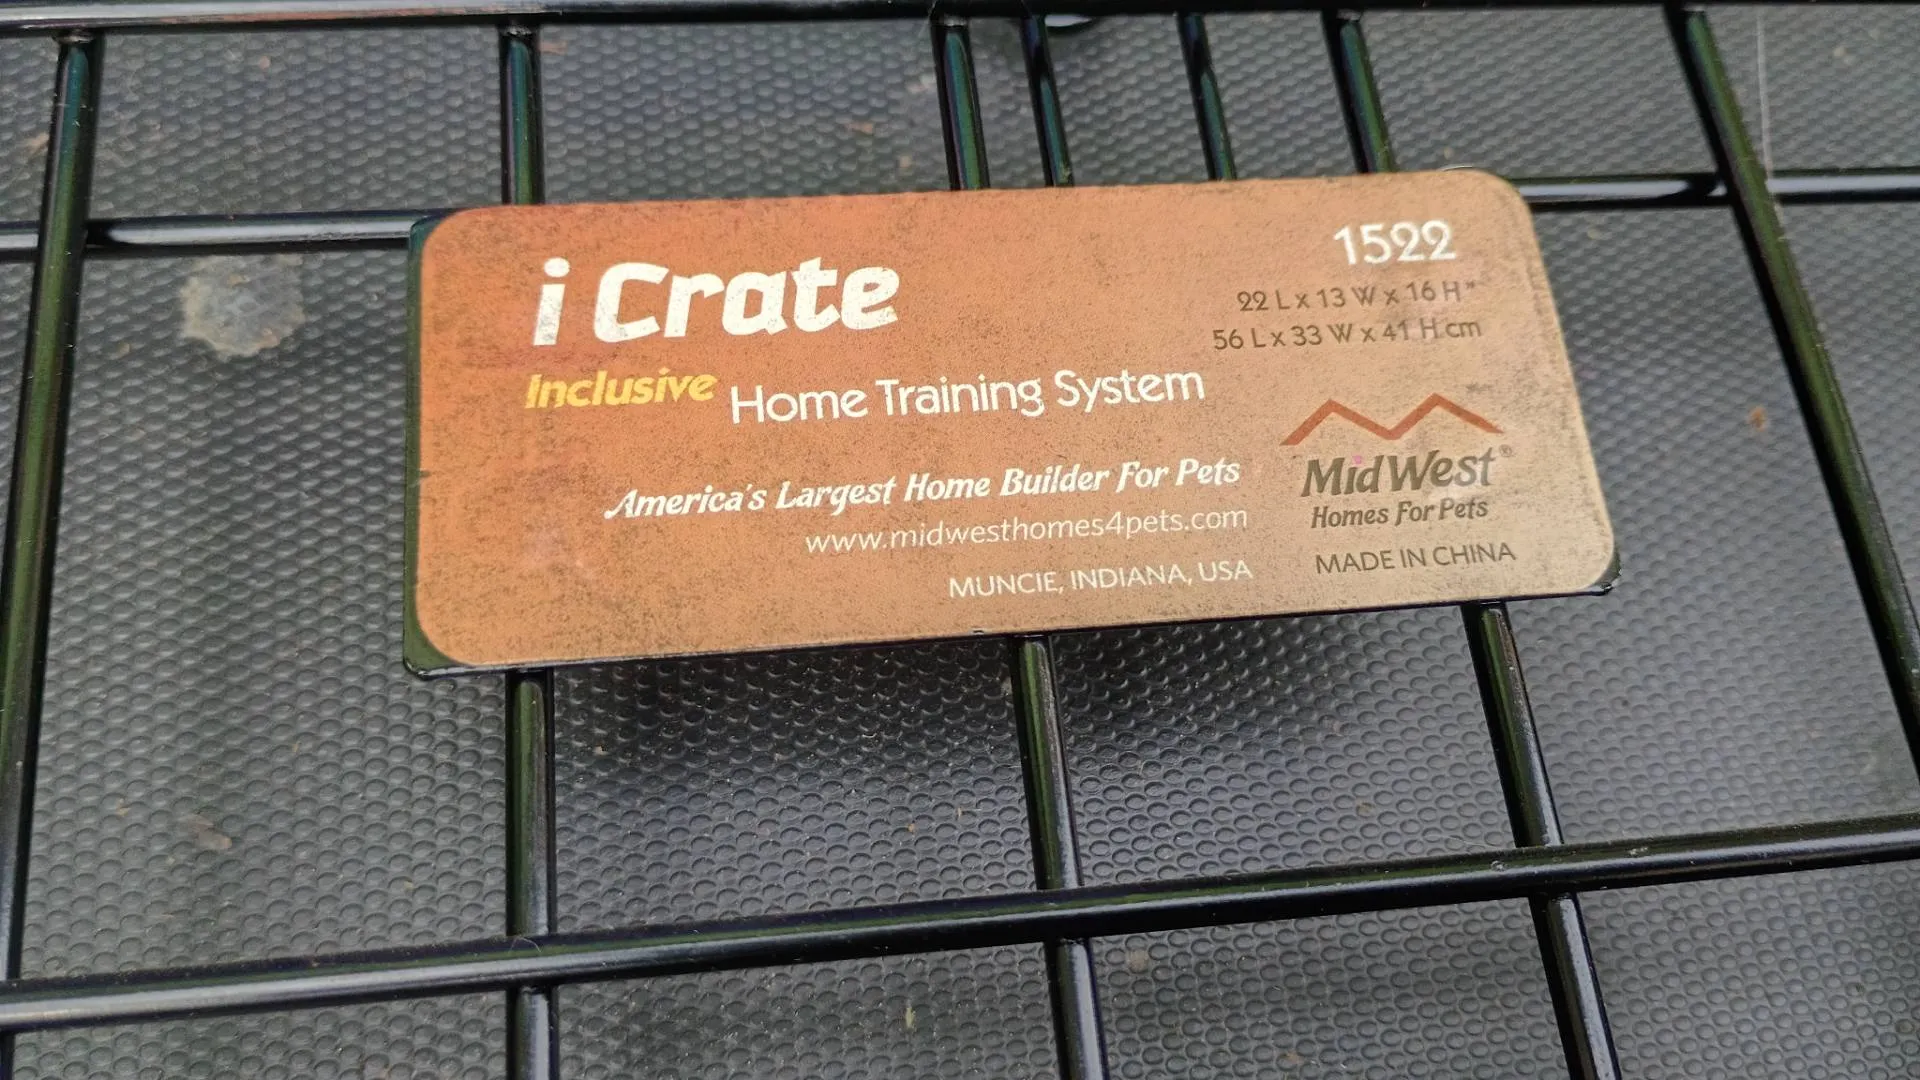 i Crate
1522
22 L x 13 W x 16 H"
56 L x 33 W x 41 H cm
Inclusive Home Training System
America's Largest Home Builder For Pets
www.midwesthomes4pets.com
MUNCIE, INDIANA, USA
MidWest®
Homes For Pets
MADE IN CHINA